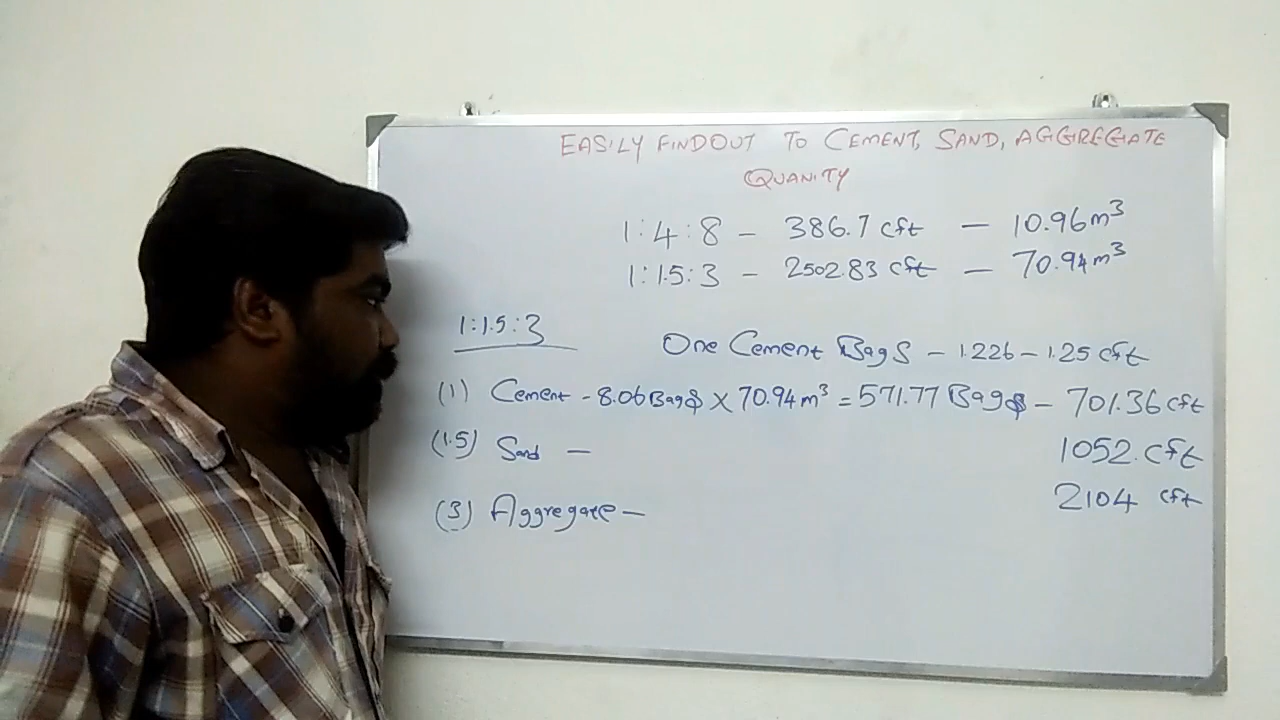 EASILY FINDOUT TO CEMENT, SAND, AGGREGATE
QUANITY
1:4:8 - 386.7 cft - 10.96m³
1:1.5:3 - 2502.83 cft - 70.94m³
1:1.5:3
One Cement Bags - 1.226 - 1.25 cft
(1) Cement - 8.06 Bags X 70.94m³ = 571.77 Bags - 701.36 cft
(1.5) Sand - 1052. cft
(3) Aggregate - 2104 cft